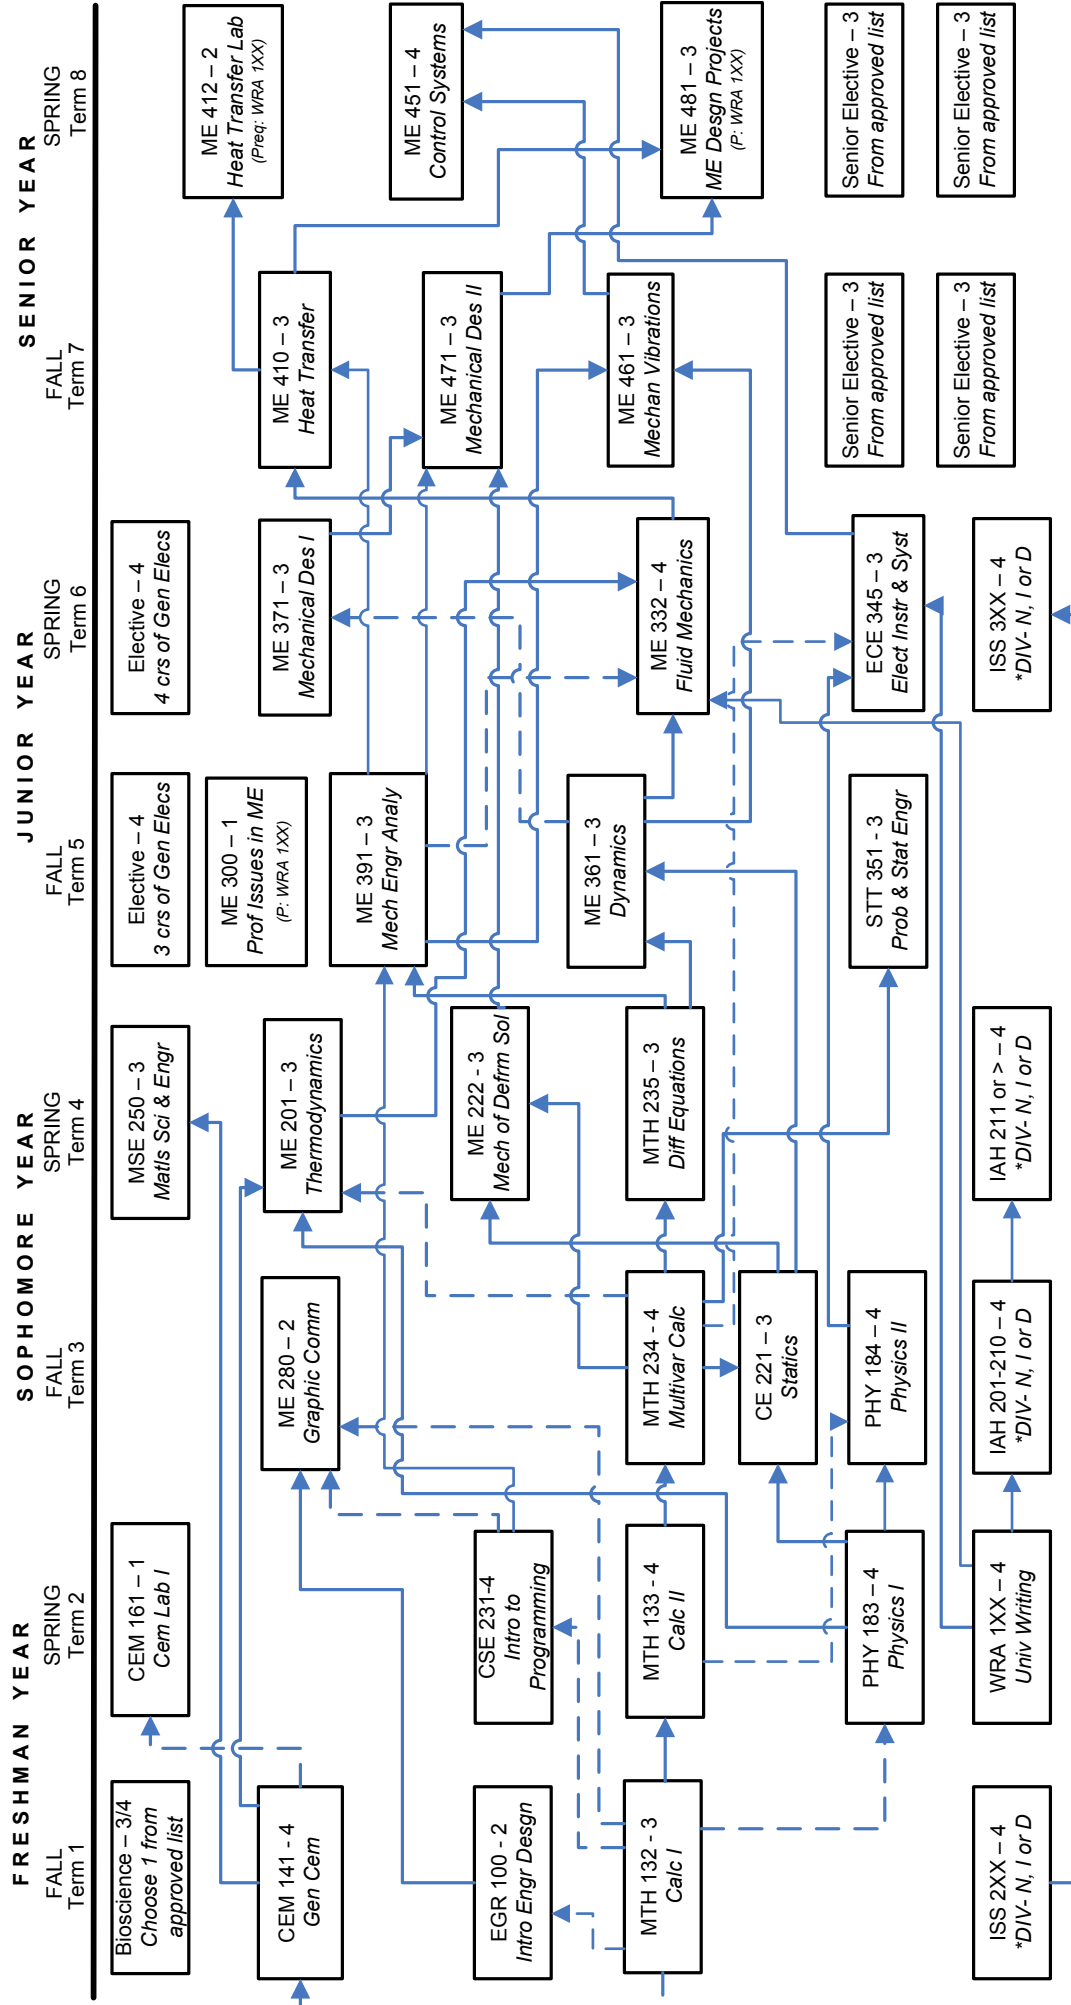 FRESHMAN YEAR
SOPHOMORE YEAR
JUNIOR YEAR
SENIOR YEAR
FALL
Term 1
SPRING
Term 2
FALL
Term 3
SPRING
Term 4
FALL
Term 5
SPRING
Term 6
FALL
Term 7
SPRING
Term 8
Bioscience – 3/4
Choose 1 from
approved list
CEM 141 - 4
Gen Cem
EGR 100 - 2
Intro Engr Desgn
MTH 132 - 3
Calc I
ISS 2XX – 4
*DIV- N, I or D
CEM 161 – 1
Cem Lab I
CSE 231-4
Intro to
Programming
MTH 133 - 4
Calc II
PHY 183 – 4
Physics I
WRA 1XX – 4
Univ Writing
ME 280 – 2
Graphic Comm
MTH 234 - 4
Multivar Calc
CE 221 – 3
Statics
PHY 184 – 4
Physics II
IAH 201-210 – 4
*DIV- N, I or D
MSE 250 – 3
Matls Sci & Engr
ME 201 – 3
Thermodynamics
ME 222 - 3
Mech of Defrm Sol
MTH 235 – 3
Diff Equations
IAH 211 or > – 4
*DIV- N, I or D
Elective – 4
3 crs of Gen Elecs
ME 300 – 1
Prof Issues in ME
(P: WRA 1XX)
ME 391 – 3
Mech Engr Analy
ME 361 – 3
Dynamics
STT 351 - 3
Prob & Stat Engr
Elective – 4
4 crs of Gen Elecs
ME 371 – 3
Mechanical Des I
ME 332 – 4
Fluid Mechanics
ECE 345 – 3
Elect Instr & Syst
ISS 3XX – 4
*DIV- N, I or D
ME 410 – 3
Heat Transfer
ME 471 – 3
Mechanical Des II
ME 461 – 3
Mechan Vibrations
Senior Elective – 3
From approved list
Senior Elective – 3
From approved list
ME 412 – 2
Heat Transfer Lab
(Preq: WRA 1XX)
ME 451 – 4
Control Systems
ME 481 – 3
ME Desgn Projects
(P: WRA 1XX)
Senior Elective – 3
From approved list
Senior Elective – 3
From approved list